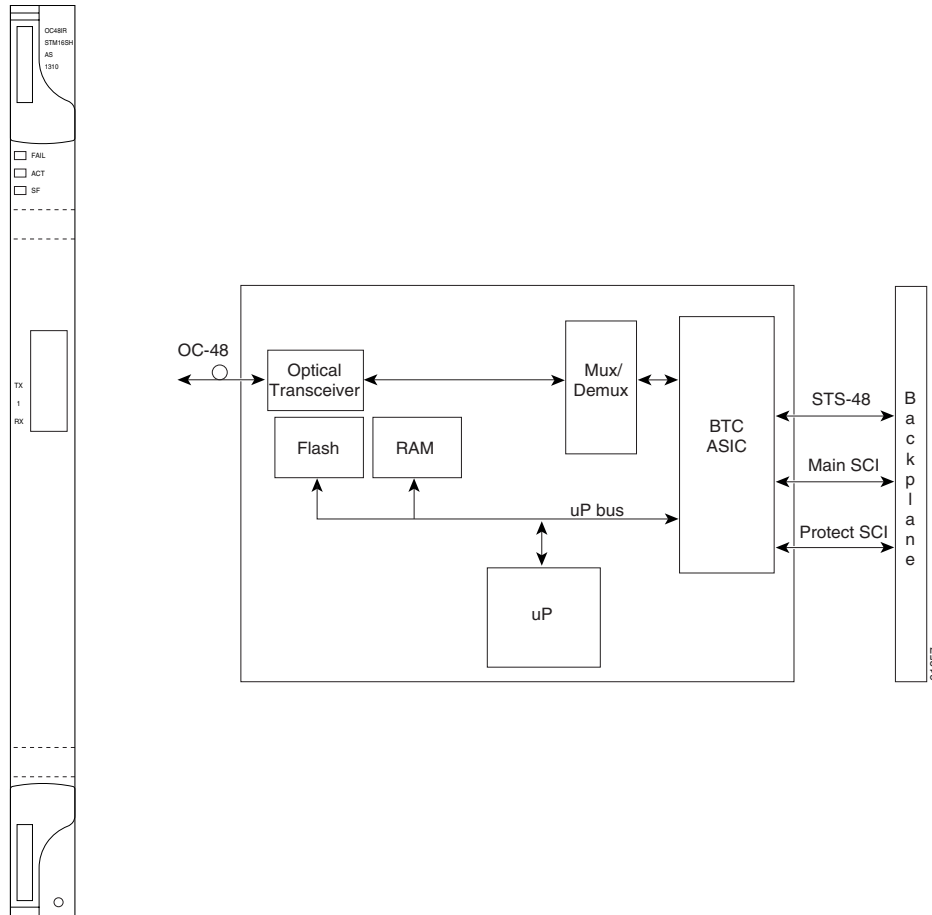 OC48IR
STM16SH
AS
1310
FAIL
ACT
SF
TX
1
RX
OC-48
Optical
Transceiver
Flash
RAM
uP bus
uP
Mux/
Demux
BTC
ASIC
STS-48
Main SCI
Protect SCI
Backplane